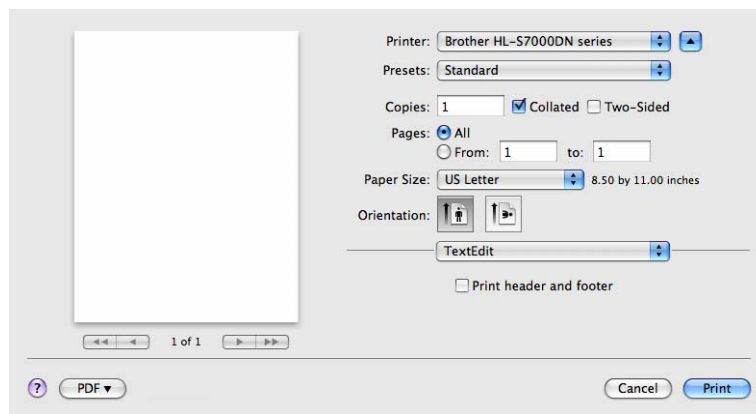 Printer: Brother HL-S7000DN series
Presets: Standard
Copies: 1 Collated Two-Sided
Pages: All
From: 1 to: 1
Paper Size: US Letter 8.50 by 11.00 inches
Orientation:
TextEdit
Print header and footer
1 of 1
? PDF▼ Cancel Print